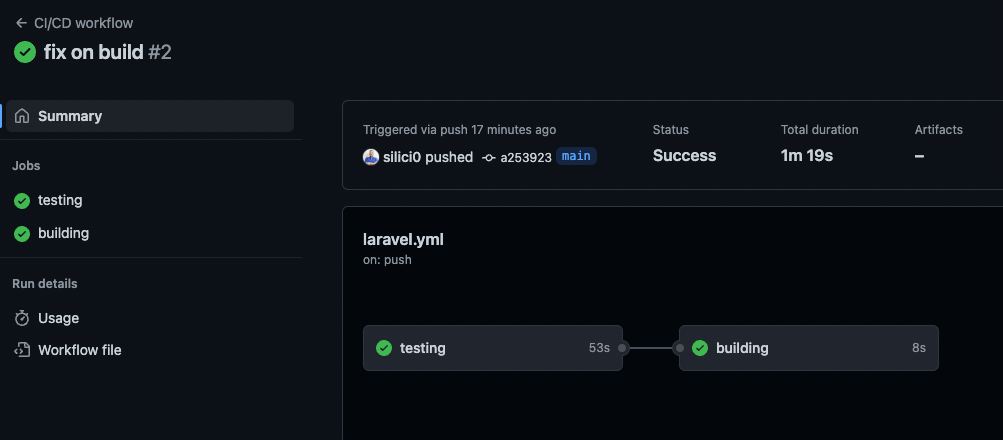 ← CI/CD workflow
fix on build #2
Summary
Jobs
testing
building
Run details
Usage
Workflow file
Triggered via push 17 minutes ago
silici0 pushed a253923 main
Status
Success
Total duration
1m 19s
Artifacts
–
laravel.yml
on: push
testing 53s
building 8s